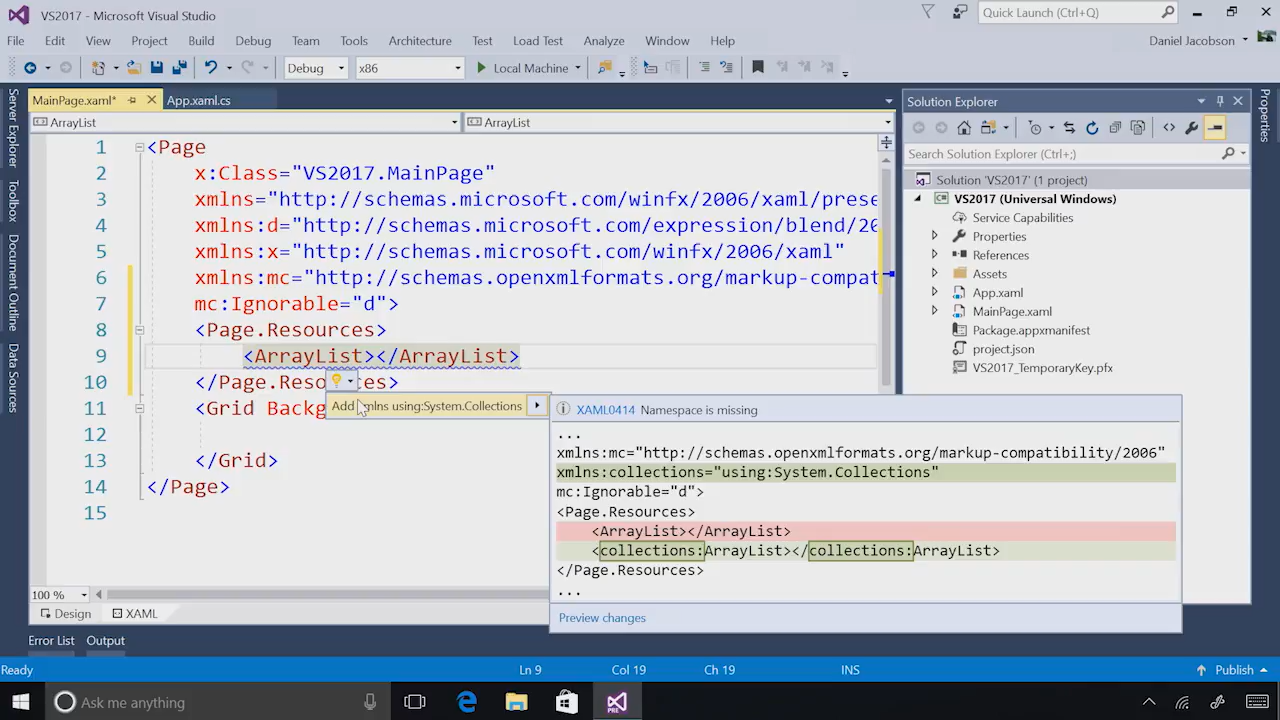 VS2017 - Microsoft Visual Studio
Quick Launch (Ctrl+Q)
File Edit View Project Build Debug Team Tools Architecture Test Load Test Analyze Window Help
Daniel Jacobson
Debug x86 Local Machine
Server Explorer
Toolbox
Document Outline
Data Sources
MainPage.xaml* App.xaml.cs
ArrayList ArrayList
1 <Page
2 x:Class="VS2017.MainPage"
3 xmlns="http://schemas.microsoft.com/winfx/2006/xaml/prese
4 xmlns:d="http://schemas.microsoft.com/expression/blend/20
5 xmlns:x="http://schemas.microsoft.com/winfx/2006/xaml"
6 xmlns:mc="http://schemas.openxmlformats.org/markup-compat
7 mc:Ignorable="d">
8 <Page.Resources>
9 <ArrayList></ArrayList>
10 </Page.Resources>
11 <Grid Backg
12
13 </Grid>
14 </Page>
15
Add xmlns using:System.Collections
XAML0414 Namespace is missing
...
xmlns:mc="http://schemas.openxmlformats.org/markup-compatibility/2006"
xmlns:collections="using:System.Collections"
mc:Ignorable="d">
<Page.Resources>
<ArrayList></ArrayList>
<collections:ArrayList></collections:ArrayList>
</Page.Resources>
...
Preview changes
Solution Explorer
Search Solution Explorer (Ctrl+;)
Solution 'VS2017' (1 project)
VS2017 (Universal Windows)
Service Capabilities
Properties
References
Assets
App.xaml
MainPage.xaml
Package.appxmanifest
project.json
VS2017_TemporaryKey.pfx
Properties
100 %
Design XAML
Error List Output
Ready Ln 9 Col 19 Ch 19 INS Publish
Ask me anything
PRE